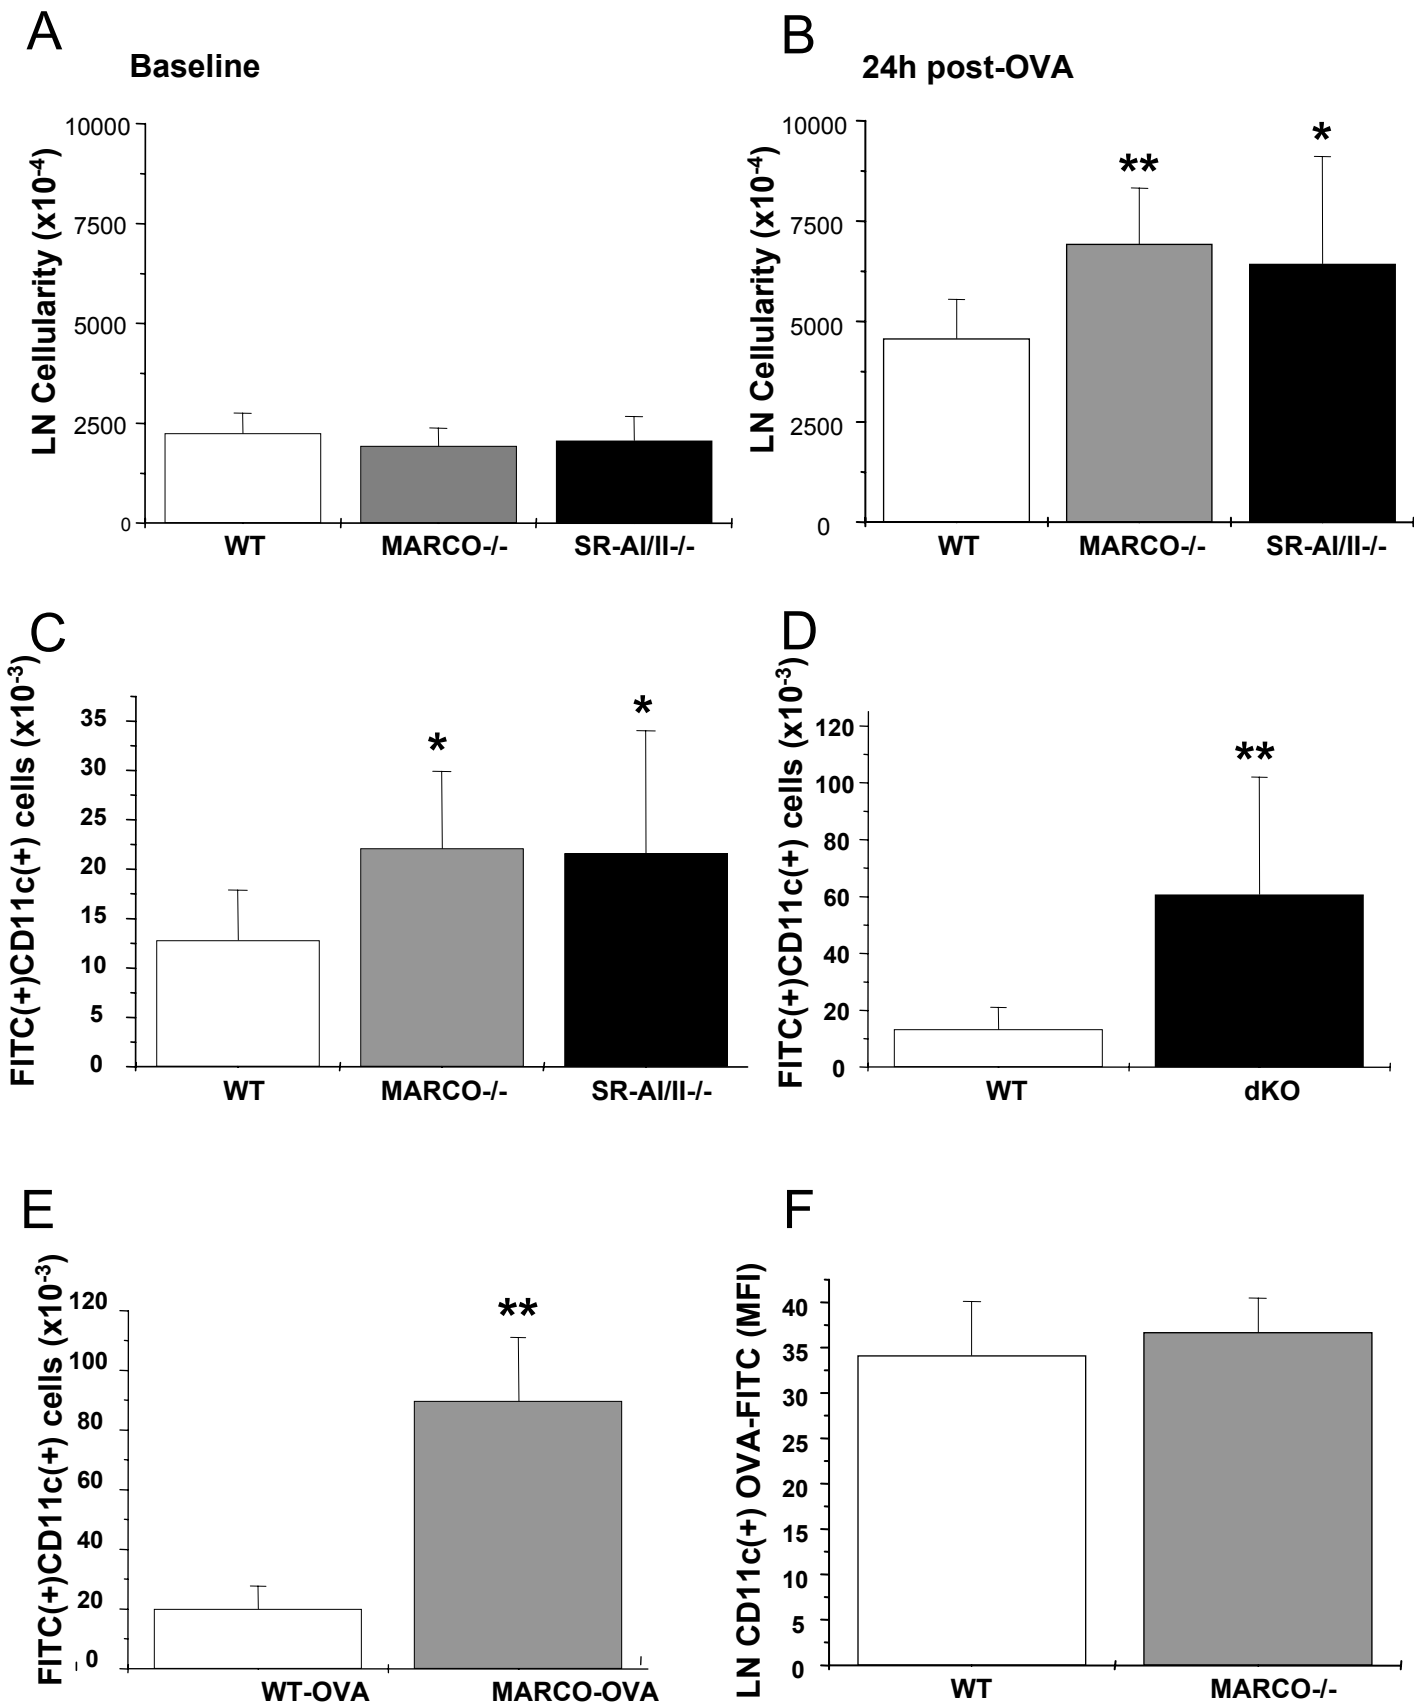 A
Baseline
LN Cellularity (x10-4)
10000
7500
5000
2500
0
WT MARCO-/- SR-AI/II-/-
B
24h post-OVA
LN Cellularity (x10-4)
10000
7500
5000
2500
0
**
*
WT MARCO-/- SR-AI/II-/-
C
FITC(+)CD11c(+) cells (x10-3)
35
30
25
20
15
10
5
0
*
*
WT MARCO-/- SR-AI/II-/-
D
FITC(+)CD11c(+) cells (x10-3)
120
100
80
60
40
20
0
**
WT dKO
E
FITC(+)CD11c(+) cells (x10-3)
120
100
80
60
40
20
0
**
WT-OVA MARCO-OVA
F
LN CD11c(+) OVA-FITC (MFI)
40
35
30
25
20
15
10
5
0
WT MARCO-/-